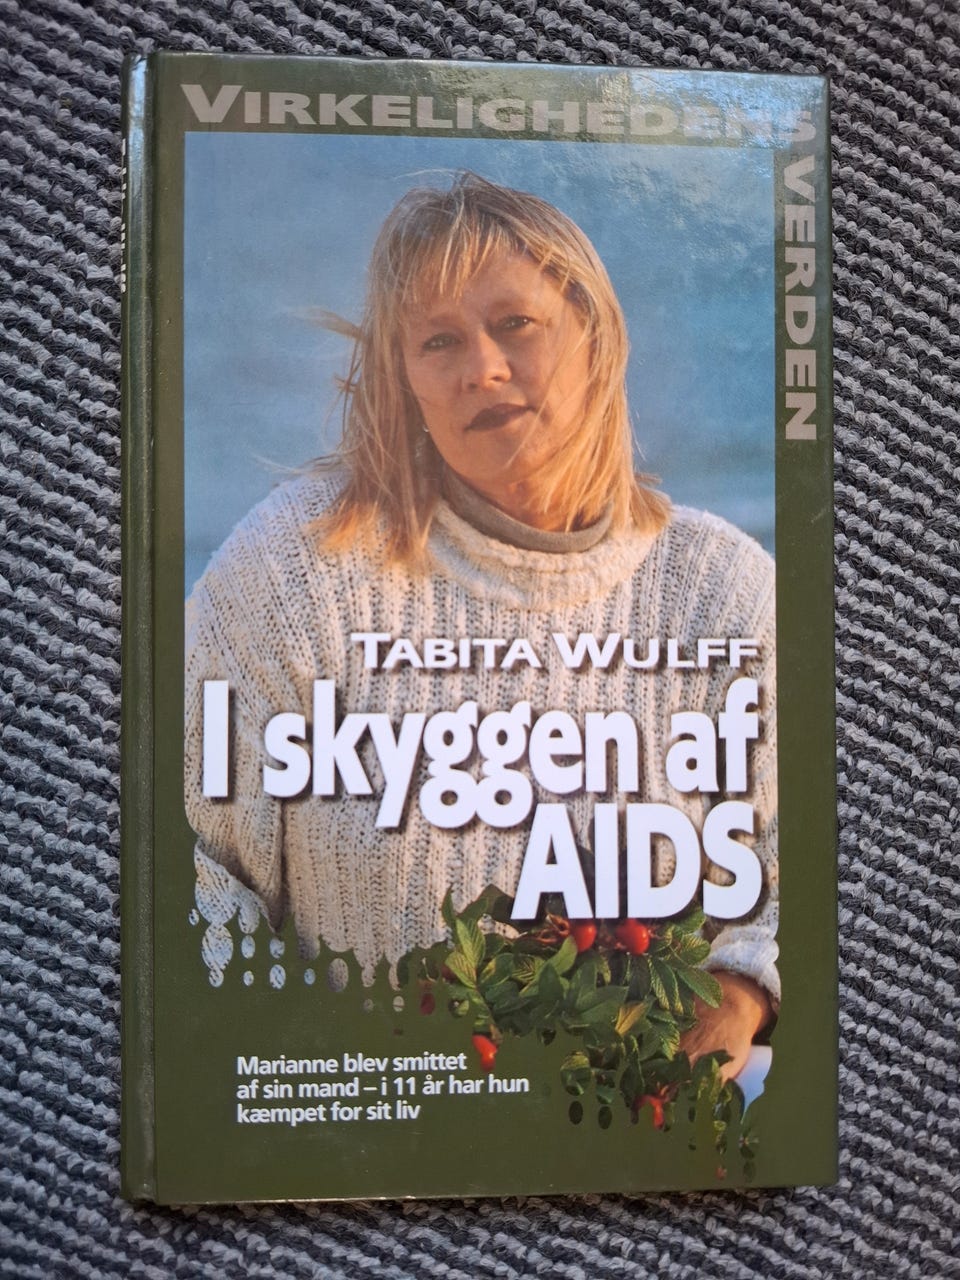 VIRKELIGHEDENS
VERDEN
TABITA WULFF
I skyggen af
AIDS
Marianne blev smittet
af sin mand – i 11 år har hun
kæmpet for sit liv